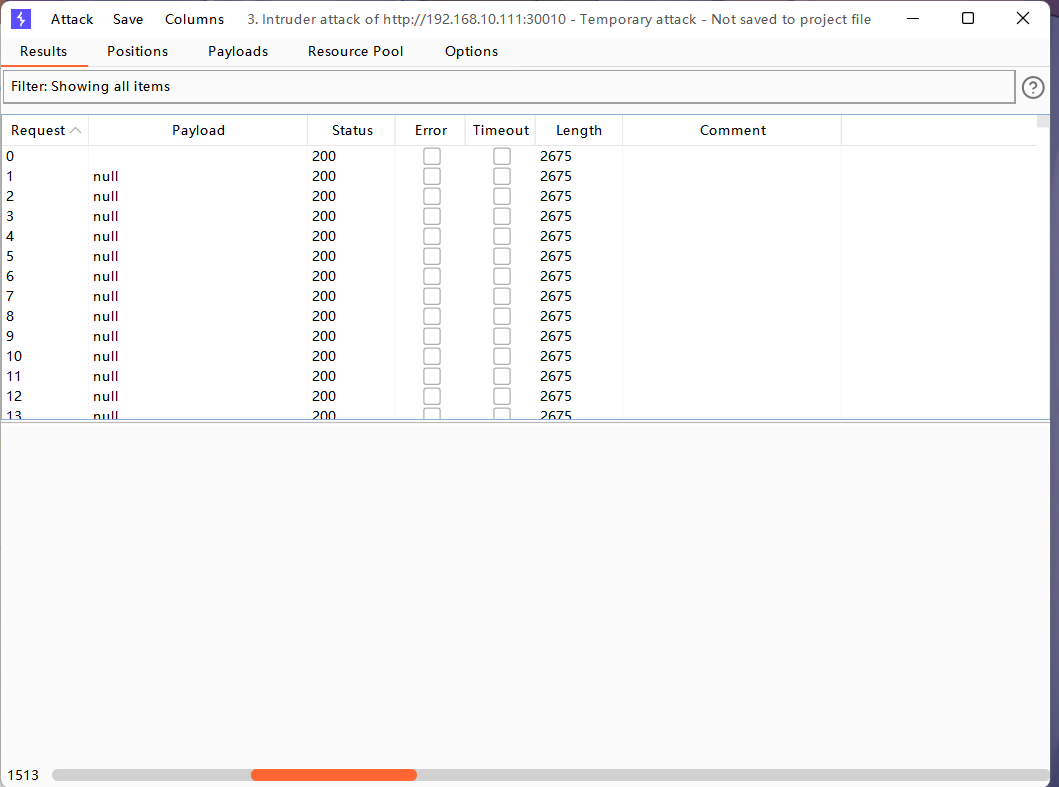 Attack Save Columns 3. Intruder attack of http://192.168.10.111:30010 - Temporary attack - Not saved to project file
Results Positions Payloads Resource Pool Options
Filter: Showing all items
?
Request Payload Status Error Timeout Length Comment
0 200 2675
1 null 200 2675
2 null 200 2675
3 null 200 2675
4 null 200 2675
5 null 200 2675
6 null 200 2675
7 null 200 2675
8 null 200 2675
9 null 200 2675
10 null 200 2675
11 null 200 2675
12 null 200 2675
13 null 200 2675
1513